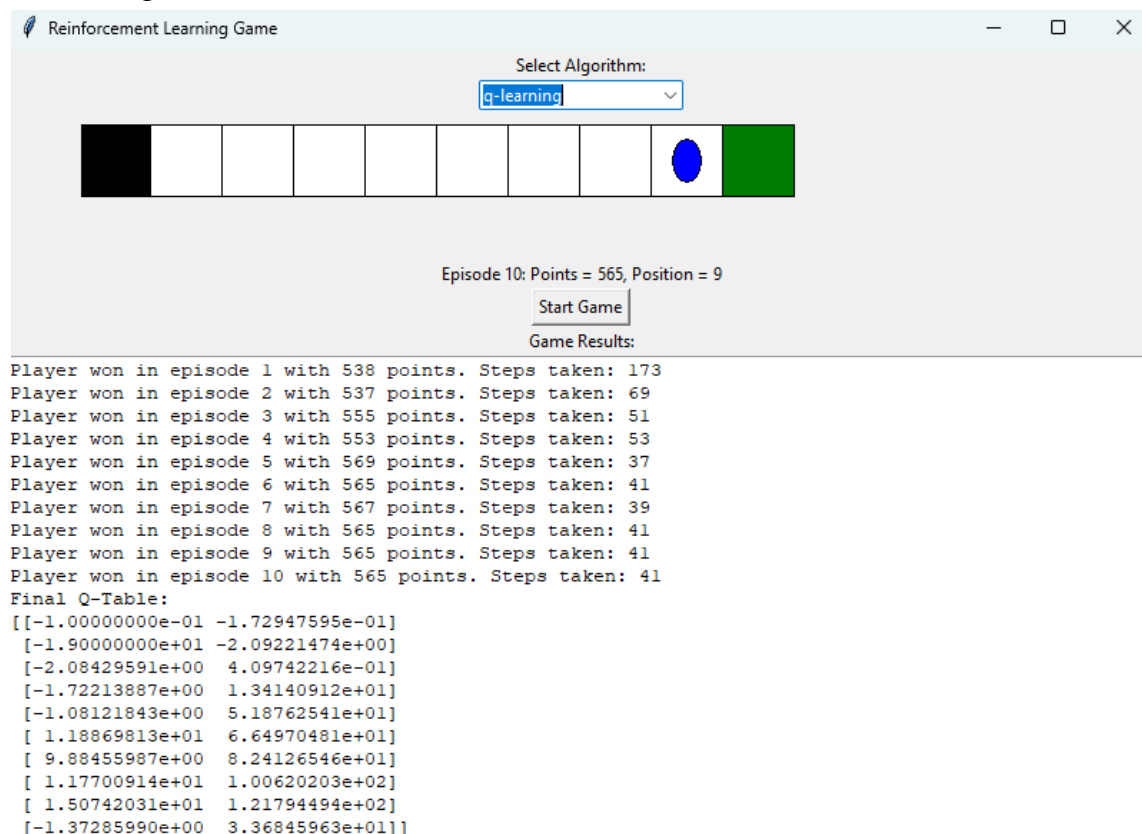 Reinforcement Learning Game
Select Algorithm:
q-learning
Episode 10: Points = 565, Position = 9
Start Game
Game Results:
Player won in episode 1 with 538 points. Steps taken: 173
Player won in episode 2 with 537 points. Steps taken: 69
Player won in episode 3 with 555 points. Steps taken: 51
Player won in episode 4 with 553 points. Steps taken: 53
Player won in episode 5 with 569 points. Steps taken: 37
Player won in episode 6 with 565 points. Steps taken: 41
Player won in episode 7 with 567 points. Steps taken: 39
Player won in episode 8 with 565 points. Steps taken: 41
Player won in episode 9 with 565 points. Steps taken: 41
Player won in episode 10 with 565 points. Steps taken: 41
Final Q-Table:
[[-1.00000000e-01 -1.72947595e-01]
[-1.90000000e+01 -2.09221474e+00]
[-2.08429591e+00 4.09742216e-01]
[-1.72213887e+00 1.34140912e+01]
[-1.08121843e+00 5.18762541e+01]
[ 1.18869813e+01 6.64970481e+01]
[ 9.88455987e+00 8.24126546e+01]
[ 1.17700914e+01 1.00620203e+02]
[ 1.50742031e+01 1.21794494e+02]
[-1.37285990e+00 3.36845963e+01]]